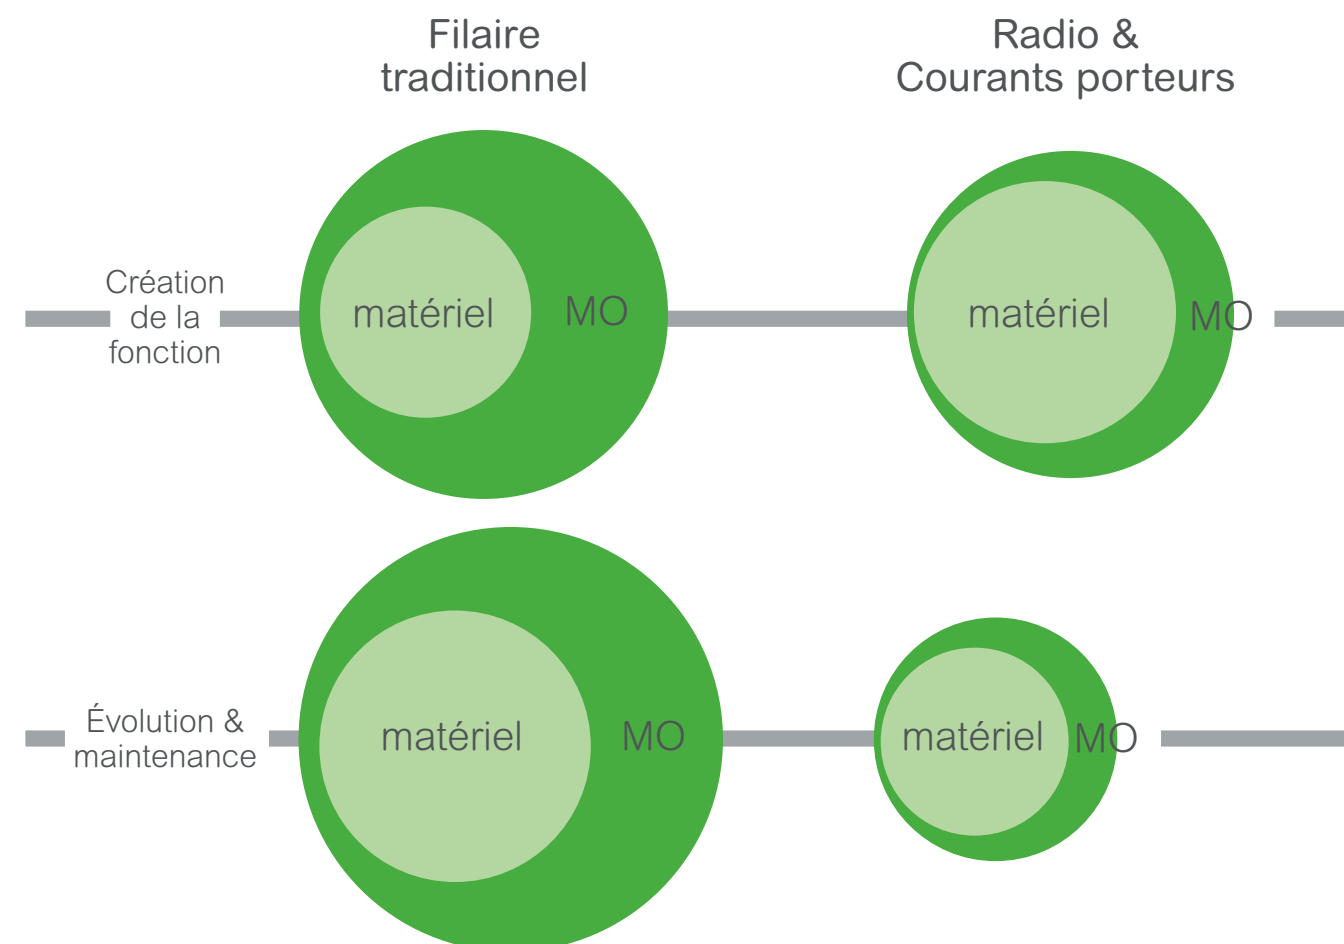 Filaire
traditionnel
Radio &
Courants porteurs
Création
de la
fonction
matériel
MO
matériel
MO
Évolution &
maintenance
matériel
MO
matériel
MO